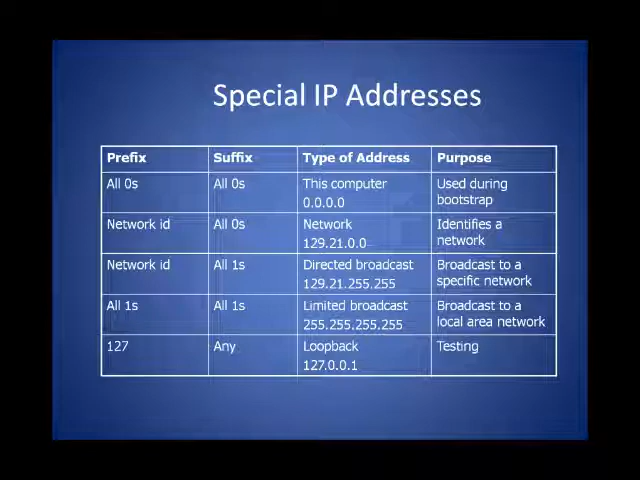 Special IP Addresses
Prefix Suffix Type of Address Purpose
All 0s All 0s This computer Used during
0.0.0.0 bootstrap
Network id All 0s Network Identifies a
129.21.0.0 network
Network id All 1s Directed broadcast Broadcast to a
129.21.255.255 specific network
All 1s All 1s Limited broadcast Broadcast to a
255.255.255.255 local area network
127 Any Loopback Testing
127.0.0.1